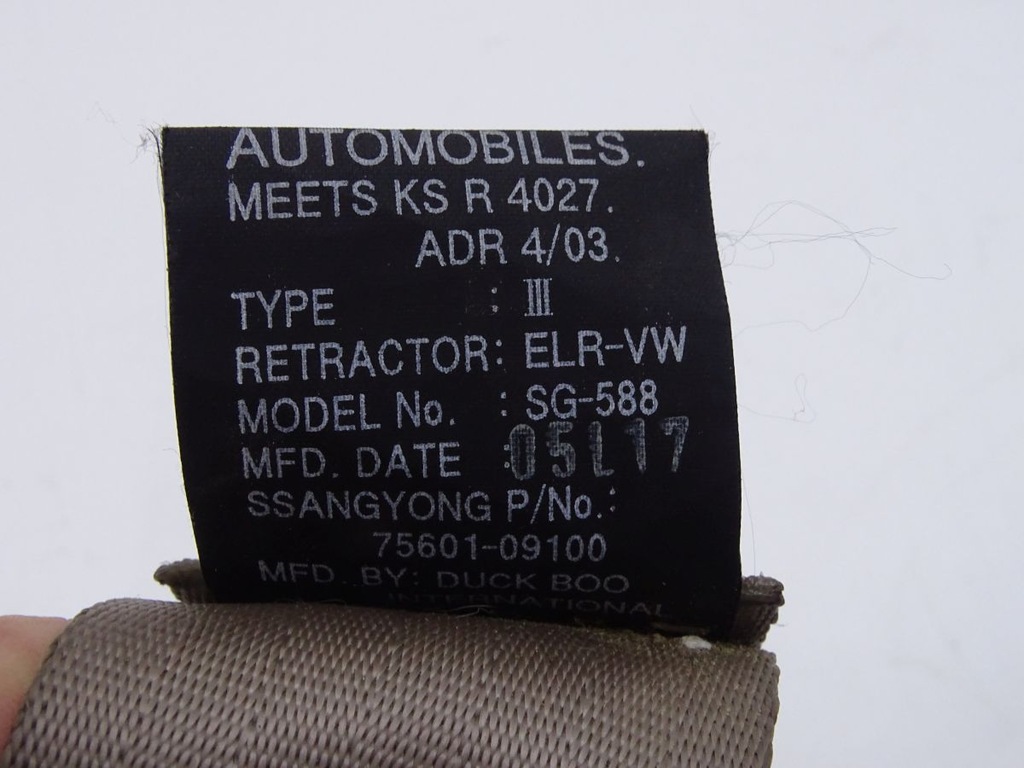 AUTOMOBILES.
MEETS KS R 4027.
ADR 4/03.
TYPE : III
RETRACTOR: ELR-VW
MODEL No. : SG-588
MFD. DATE : 05L17
SSANGYONG P/No.:
75601-09100
MFD. BY: DUCK BOO
INTERNATIONAL